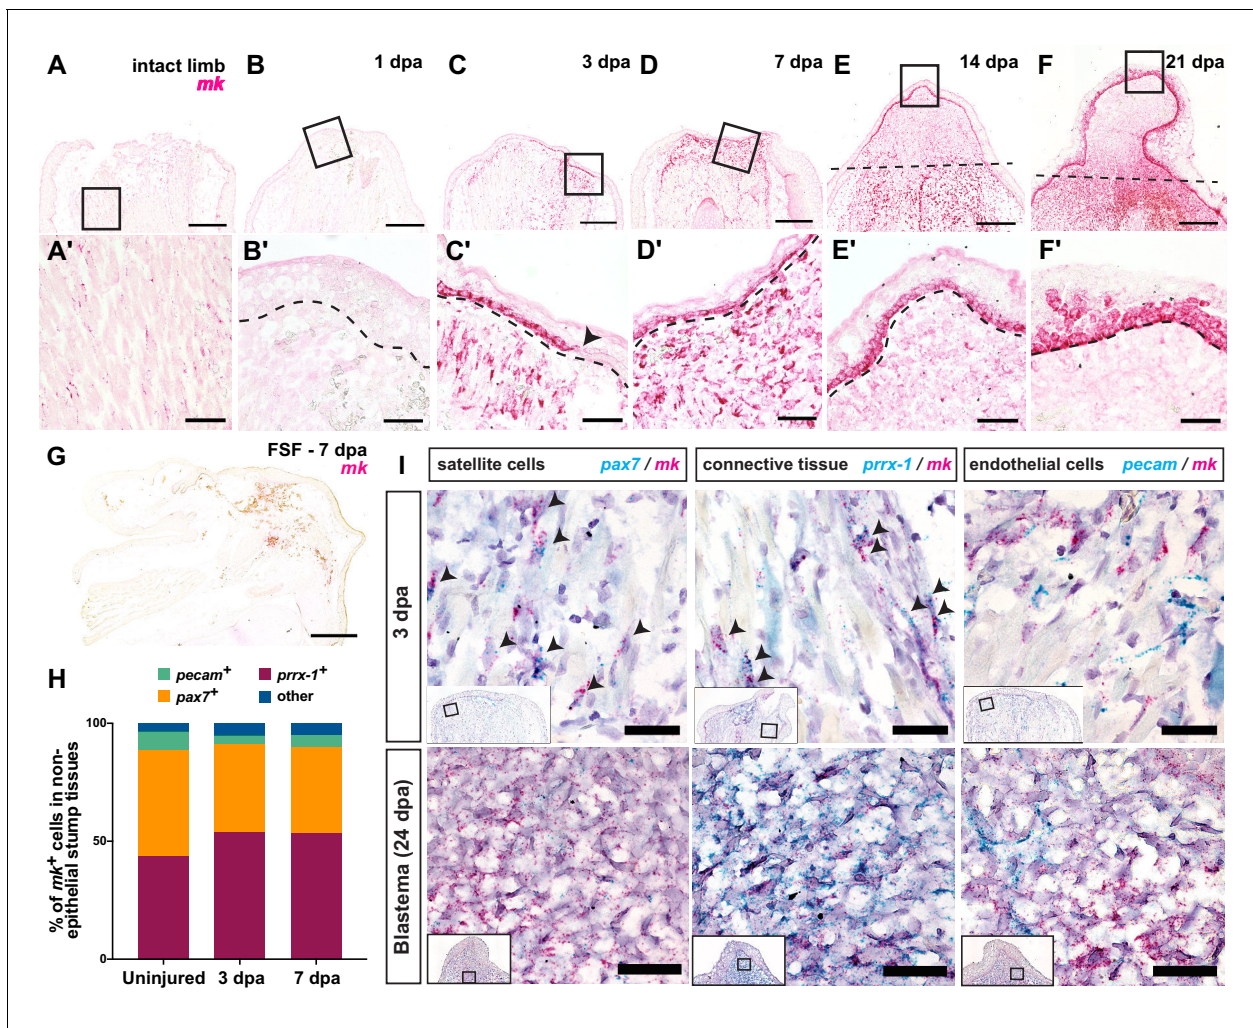 A
intact limb
mk
B
1 dpa
C
3 dpa
D
7 dpa
E
14 dpa
F
21 dpa
A'
B'
C'
D'
E'
F'
G
FSF - 7 dpa
mk
H
pecam+
prrx-1+
pax7+
other
% of mk+ cells in non-
epithelial stump tissues
100
50
0
Uninjured
3 dpa
7 dpa
I
satellite cells pax7 / mk
connective tissue prrx-1 / mk
endothelial cells pecam / mk
3 dpa
Blastema (24 dpa)